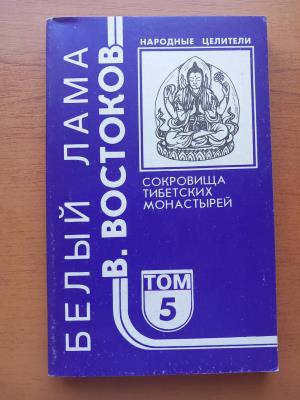 БЕЛЫЙ ЛАМА
В. ВОСТОКОВ
НАРОДНЫЕ ЦЕЛИТЕЛИ
СОКРОВИЩА
ТИБЕТСКИХ
МОНАСТЫРЕЙ
ТОМ
5